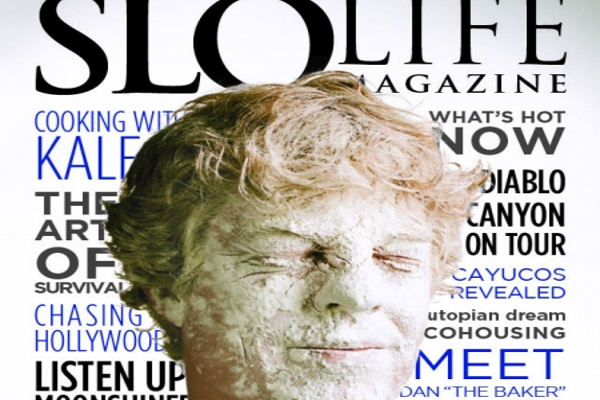 SLO LIFE
MAGAZINE
COOKING WITH
KALE
THE
ART
OF
SURVIVAL
CHASING
HOLLYWOOD
LISTEN UP
MOONSHINER
WHAT'S HOT
NOW
DIABLO
CANYON
ON TOUR
CAYUCOS
REVEALED
utopian dream
COHOUSING
MEET
DAN "THE BAKER"